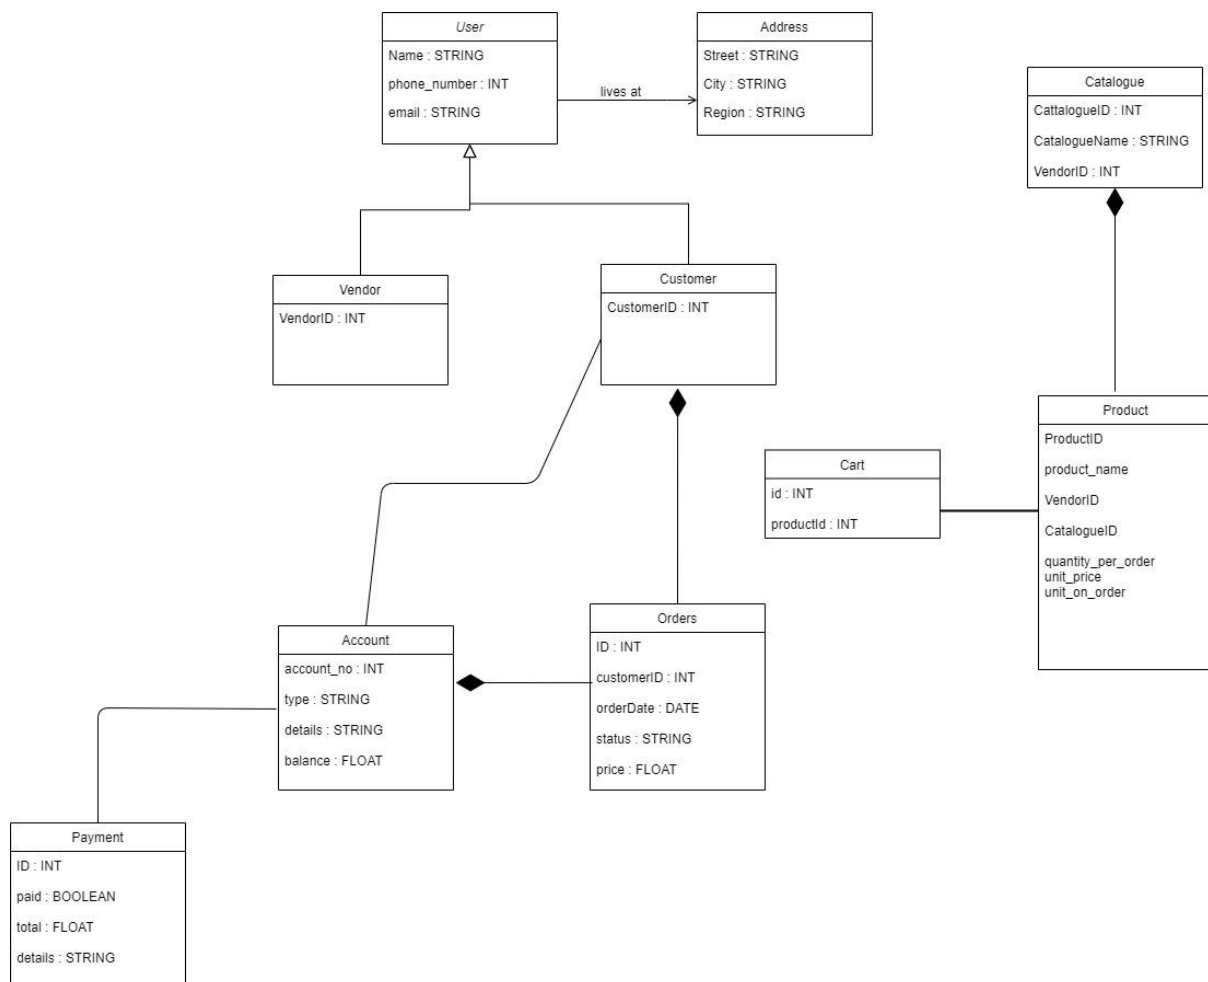 User
Name : STRING
phone_number : INT
email : STRING
lives at
Address
Street : STRING
City : STRING
Region : STRING
Catalogue
CattalogueID : INT
CatalogueName : STRING
VendorID : INT
Vendor
VendorID : INT
Customer
CustomerID : INT
Cart
id : INT
productId : INT
Product
ProductID
product_name
VendorID
CatalogueID
quantity_per_order
unit_price
unit_on_order
Account
account_no : INT
type : STRING
details : STRING
balance : FLOAT
Orders
ID : INT
customerID : INT
orderDate : DATE
status : STRING
price : FLOAT
Payment
ID : INT
paid : BOOLEAN
total : FLOAT
details : STRING